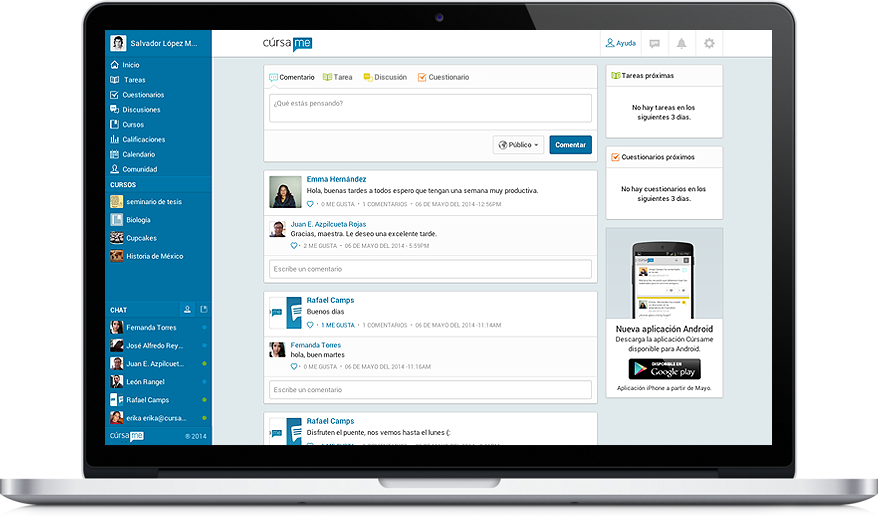 Salvador López M...
Inicio
Tareas
Cuestionarios
Discusiones
Cursos
Calificaciones
Calendario
Comunidad
CURSOS
seminario de tesis
Biología
Cupcakes
Historia de México
CHAT
Fernanda Torres
José Alfredo Rey...
Juan E. Azpilcuet...
León Rangel
Rafael Camps
erika erika@cursa...
cúrsame
® 2014
cúrsame
Ayuda
Comentario Tarea Discusión Cuestionario
¿Qué estás pensando?
Público Comentar
Emma Hernández
Hola, buenas tardes a todos espero que tengan una semana muy productiva.
• 0 ME GUSTA • 1 COMENTARIOS • 06 DE MAYO DEL 2014 -12:56PM
Juan E. Azpilcueta Rojas
Gracias, maestra. Le deseo una excelente tarde.
• 2 ME GUSTA • 06 DE MAYO DEL 2014 - 5:59PM
Escribe un comentario
Rafael Camps
Buenos días
• 1 ME GUSTA • 1 COMENTARIOS • 06 DE MAYO DEL 2014 -11:14AM
Fernanda Torres
hola, buen martes
• 0 ME GUSTA • 06 DE MAYO DEL 2014 -11:16AM
Escribe un comentario
Rafael Camps
Disfruten el puente, nos vemos hasta el lunes (:
Tareas próximas
No hay tareas en los
siguientes 3 días.
Cuestionarios próximos
No hay cuestionarios en los
siguientes 3 días.
cúrsame
Nueva aplicación Android
Descarga la aplicación Cúrsame
disponible para Android.
DISPONIBLE EN
Google play
Aplicación iPhone a partir de Mayo.